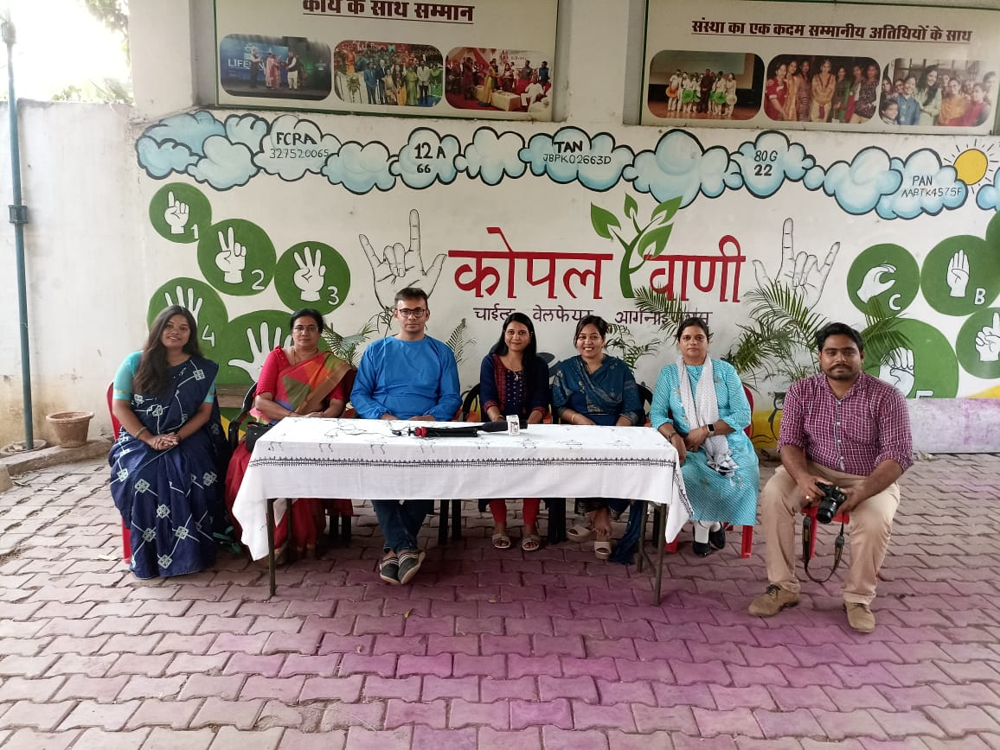 कार्य के साथ सम्मान
संस्था का एक कदम सम्मानीय अतिथियों के साथ
FCRA
327520065
12 A
66
TAN
JBPK02663D
80G
22
PAN
AABTK4575F
1
2
3
4
C
B
कोपल वाणी
चाईल्ड वेलफेयर